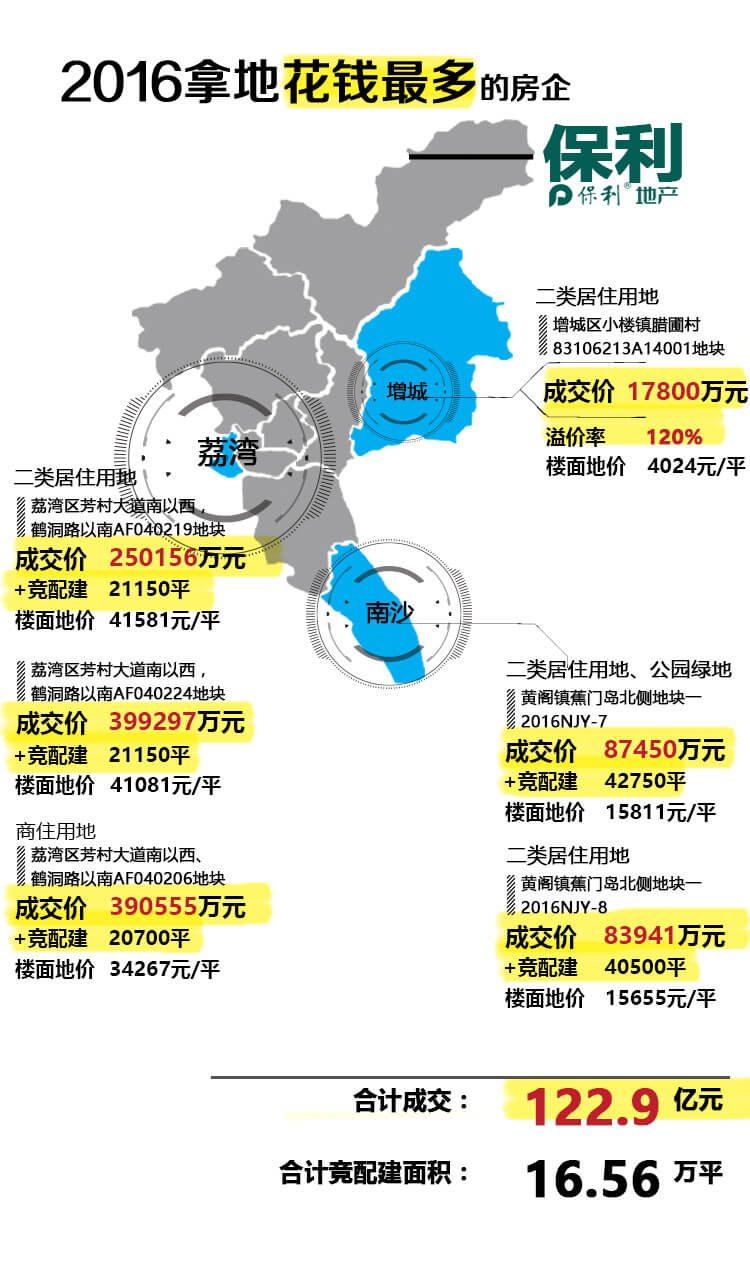 2016拿地花钱最多的房企
保利
保利®地产
二类居住用地
增城区小楼镇腊圃村
83106213A14001地块
成交价 17800万元
溢价率 120%
楼面地价 4024元/平
增城
荔湾
南沙
二类居住用地
荔湾区芳村大道南以西，
鹤洞路以南AF040219地块
成交价 250156万元
+竞配建 21150平
楼面地价 41581元/平
荔湾区芳村大道南以西，
鹤洞路以南AF040224地块
成交价 399297万元
+竞配建 21150平
楼面地价 41081元/平
商住用地
荔湾区芳村大道南以西、
鹤洞路以南AF040206地块
成交价 390555万元
+竞配建 20700平
楼面地价 34267元/平
二类居住用地、公园绿地
黄阁镇蕉门岛北侧地块一
2016NJY-7
成交价 87450万元
+竞配建 42750平
楼面地价 15811元/平
二类居住用地
黄阁镇蕉门岛北侧地块一
2016NJY-8
成交价 83941万元
+竞配建 40500平
楼面地价 15655元/平
合计成交： 122.9 亿元
合计竞配建面积： 16.56 万平